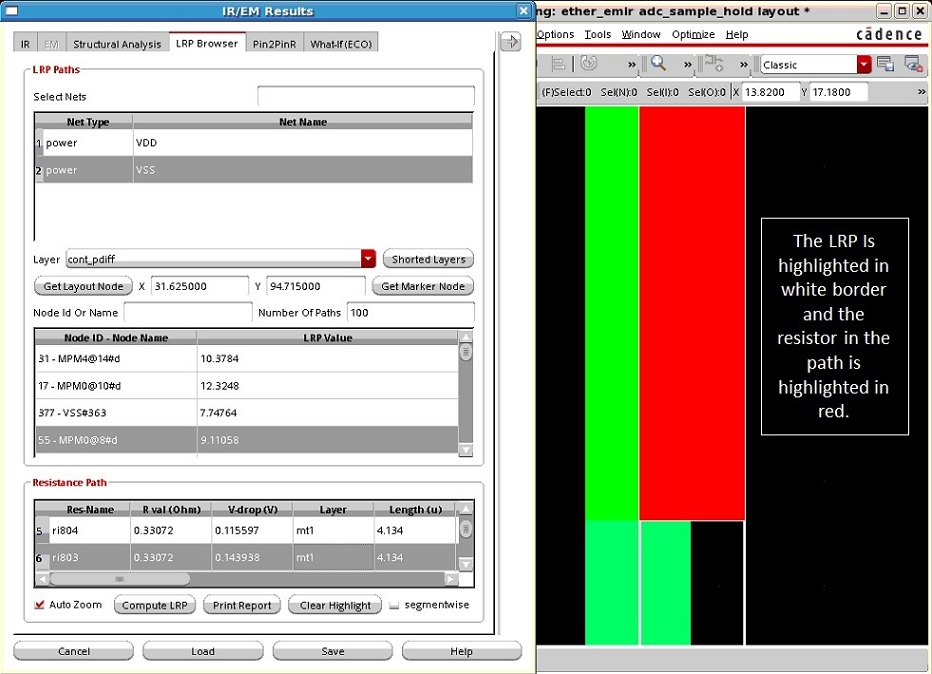 IR/EM Results
ng: ether_emir adc_sample_hold layout *
IR EM Structural Analysis LRP Browser Pin2PinR What-If(ECO)
Options Tools Window Optimize Help
cādence
Classic
(F)Select:0 Sel(N):0 Sel(I):0 Sel(O):0 X 13.8200 Y 17.1800 »
LRP Paths
Select Nets
Net Type Net Name
1 power VDD
2 power VSS
Layer cont_pdiff Shorted Layers
Get Layout Node X 31.625000 Y 94.715000 Get Marker Node
Node Id Or Name Number Of Paths 100
Node ID - Node Name LRP Value
31 - MPM4@14#d 10.3784
17 - MPM0@10#d 12.3248
377 - VSS#363 7.74764
55 - MPM0@8#d 9.11058
Resistance Path
Res-Name R val (Ohm) V-drop (V) Layer Length (u)
5 ri804 0.33072 0.115597 mt1 4.134
6 ri803 0.33072 0.143938 mt1 4.134
Auto Zoom Compute LRP Print Report Clear Highlight segmentwise
Cancel Load Save Help
The LRP Is
highlighted in
white border
and the
resistor in the
path is
highlighted in
red.